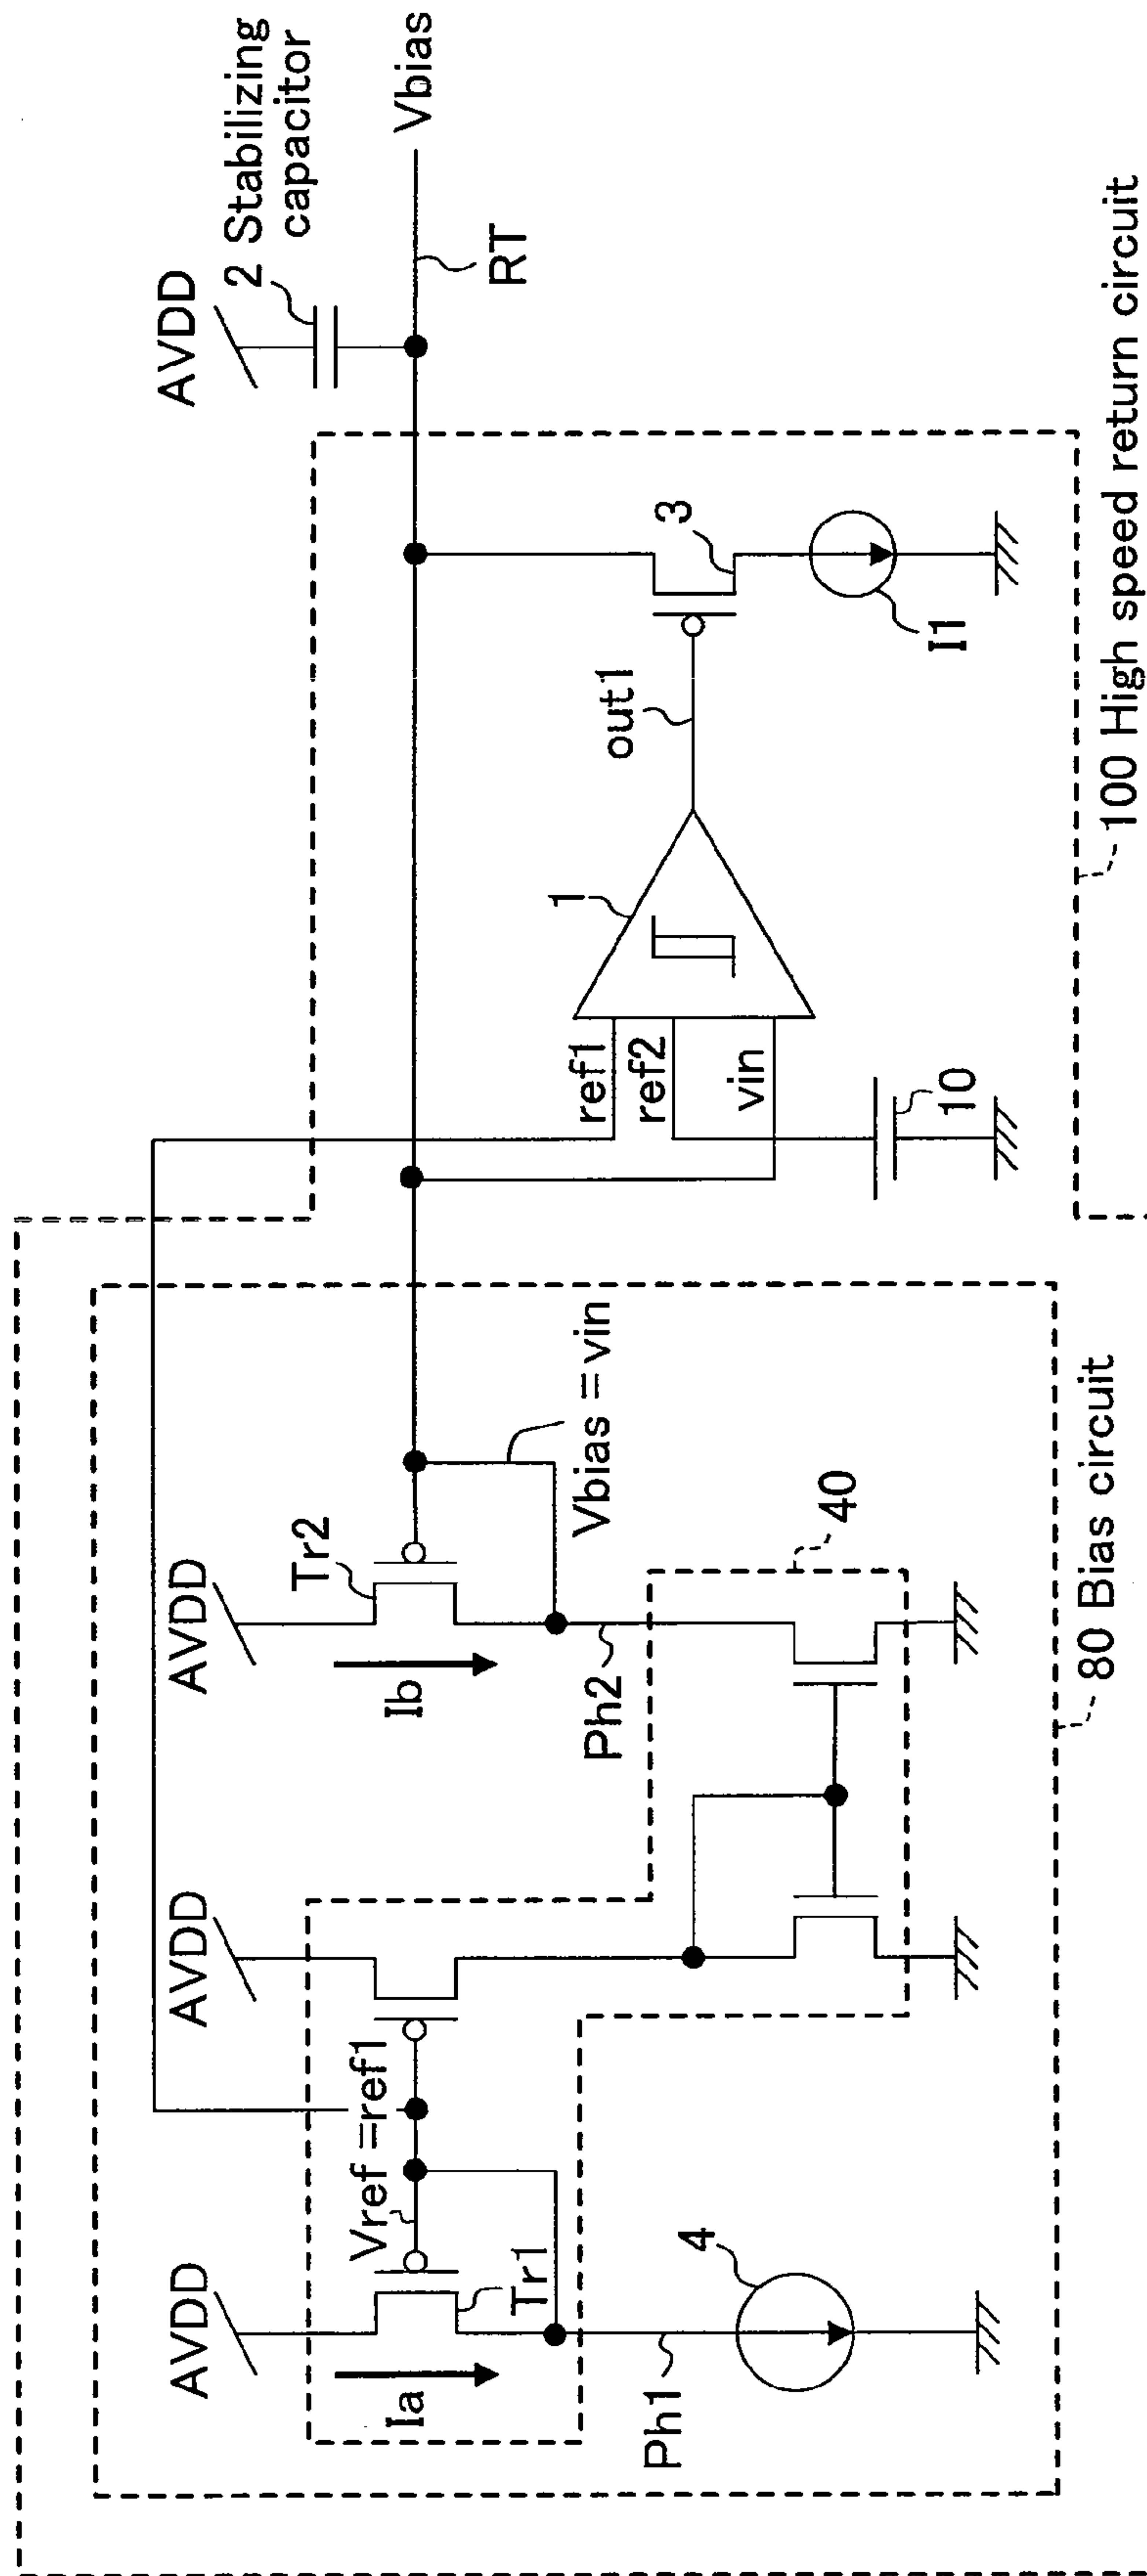 AVDD
AVDD
AVDD
AVDD
2 Stabilizing
capacitor
Vbias
RT
Ia
Vref =ref1
Tr1
Ph1
4
Ib
Tr2
Ph2
Vbias =vin
40
80 Bias circuit
ref1
ref2
vin
1
10
out1
3
I1
100 High speed return circuit